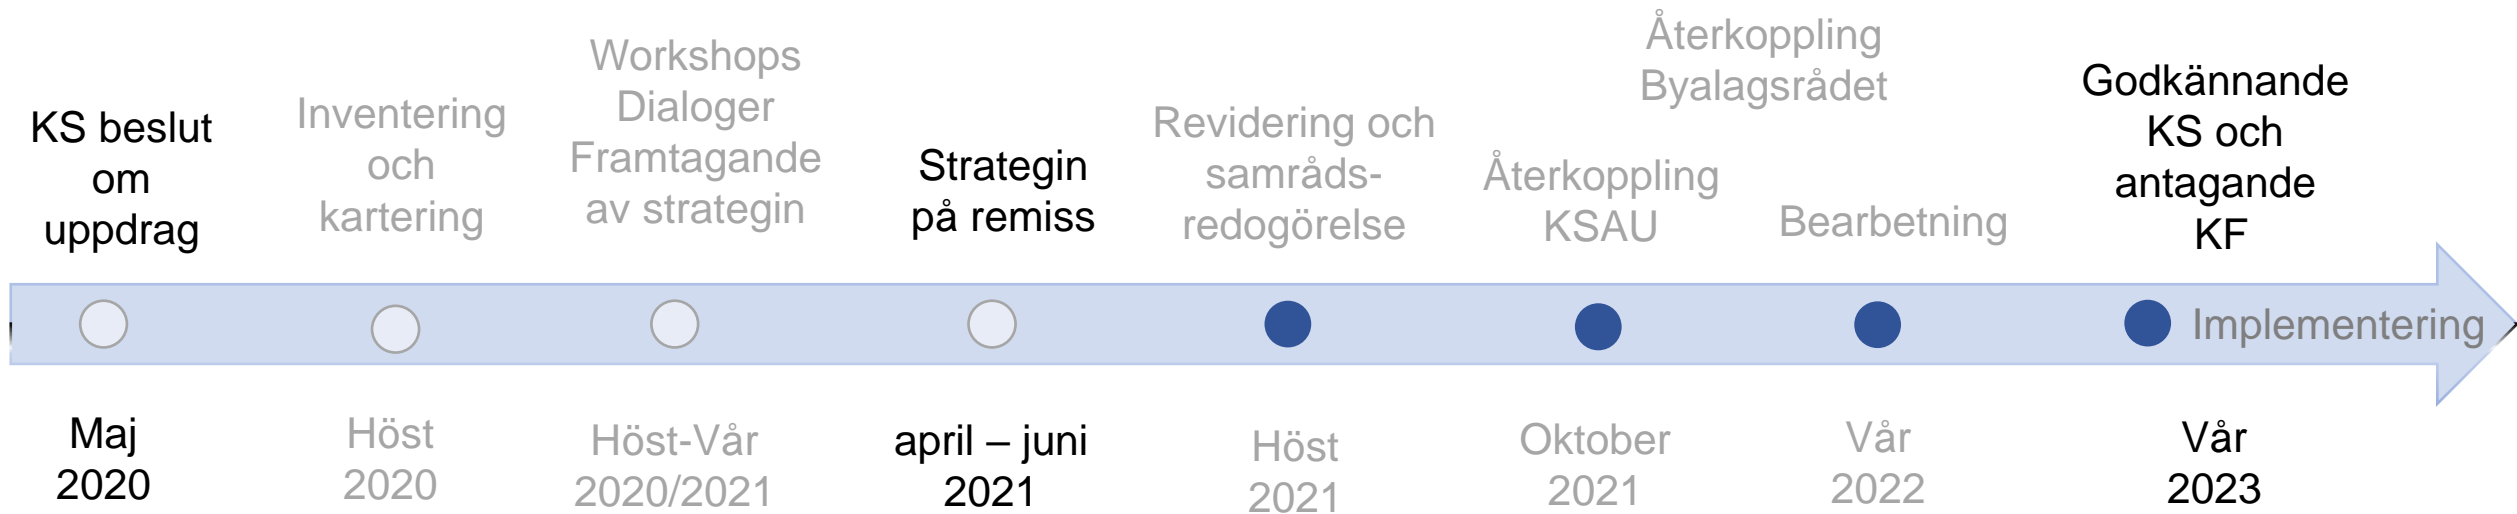 KS beslut
om
uppdrag
Inventering
och
kartering
Workshops
Dialoger
Framtagande
av strategin
Strategin
på remiss
Revidering och
samråds-
redogörelse
Återkoppling
KSAU
Återkoppling
Byalagsrådet
Bearbetning
Godkännande
KS och
antagande
KF
Implementering
Maj
2020
Höst
2020
Höst-Vår
2020/2021
april – juni
2021
Höst
2021
Oktober
2021
Vår
2022
Vår
2023